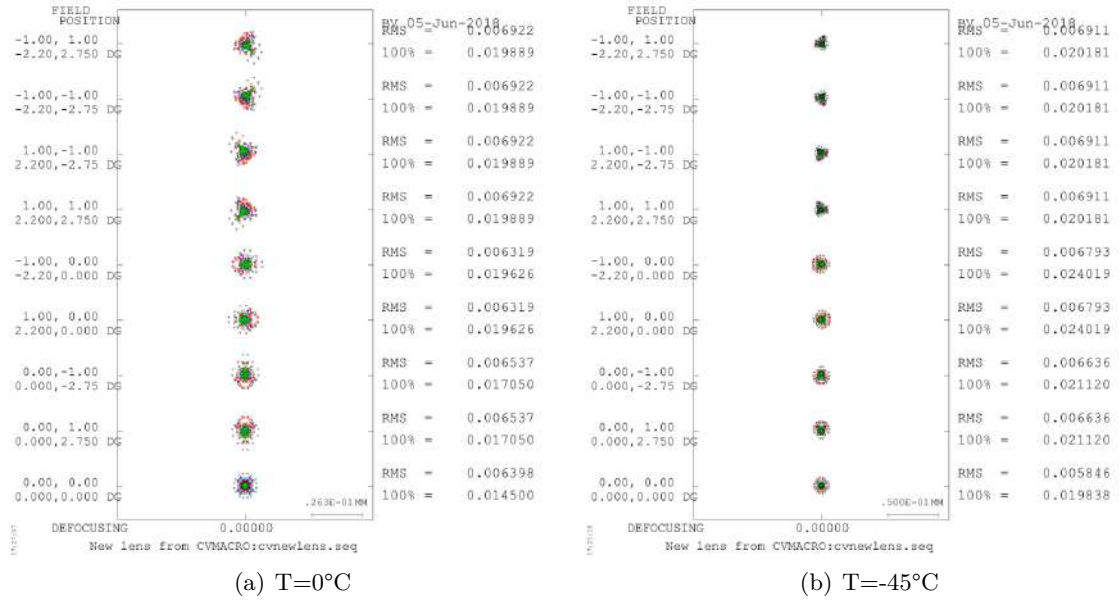 FIELD
POSITION
BV 05-Jun-2018
-1.00, 1.00
-2.20,2.750 DG
RMS = 0.006922
100% = 0.019889
-1.00,-1.00
-2.20,-2.75 DG
RMS = 0.006922
100% = 0.019889
1.00,-1.00
2.200,-2.75 DG
RMS = 0.006922
100% = 0.019889
1.00, 1.00
2.200,2.750 DG
RMS = 0.006922
100% = 0.019889
-1.00, 0.00
-2.20,0.000 DG
RMS = 0.006319
100% = 0.019626
1.00, 0.00
2.200,0.000 DG
RMS = 0.006319
100% = 0.019626
0.00,-1.00
0.000,-2.75 DG
RMS = 0.006537
100% = 0.017050
0.00, 1.00
0.000,2.750 DG
RMS = 0.006537
100% = 0.017050
0.00, 0.00
0.000,0.000 DG
RMS = 0.006398
100% = 0.014500
.263E-01MM
DEFOCUSING 0.00000
New lens from CVMACRO:cvnewlens.seq
(a) T=0°C
FIELD
POSITION
BV 05-Jun-2018
-1.00, 1.00
-2.20,2.750 DG
RMS = 0.006911
100% = 0.020181
-1.00,-1.00
-2.20,-2.75 DG
RMS = 0.006911
100% = 0.020181
1.00,-1.00
2.200,-2.75 DG
RMS = 0.006911
100% = 0.020181
1.00, 1.00
2.200,2.750 DG
RMS = 0.006911
100% = 0.020181
-1.00, 0.00
-2.20,0.000 DG
RMS = 0.006793
100% = 0.024019
1.00, 0.00
2.200,0.000 DG
RMS = 0.006793
100% = 0.024019
0.00,-1.00
0.000,-2.75 DG
RMS = 0.006636
100% = 0.021120
0.00, 1.00
0.000,2.750 DG
RMS = 0.006636
100% = 0.021120
0.00, 0.00
0.000,0.000 DG
RMS = 0.005846
100% = 0.019838
.500E-01MM
DEFOCUSING 0.00000
New lens from CVMACRO:cvnewlens.seq
(b) T=-45°C